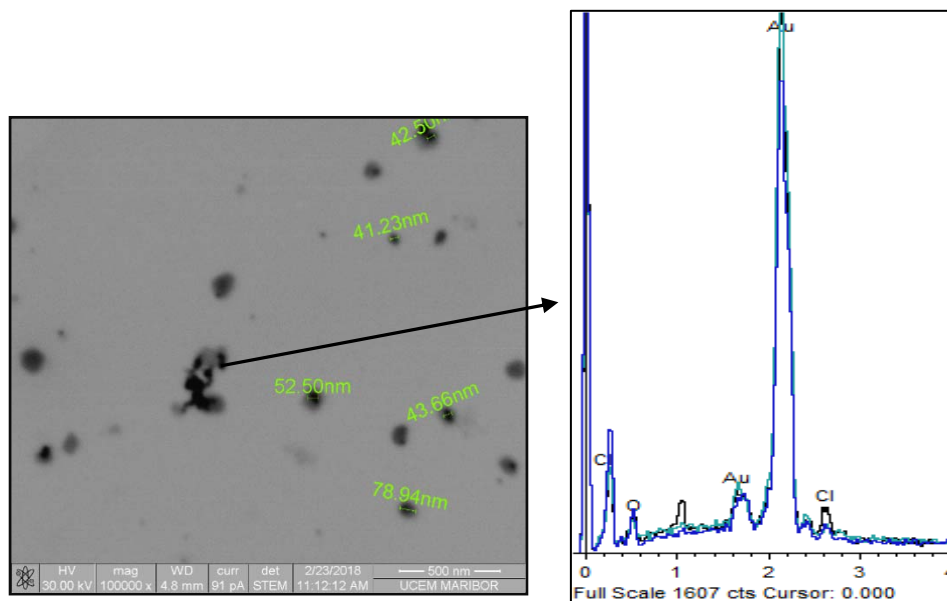 42.50n
41.23nm
52.50nm
43.66nm
78.94nm
HV mag WD curr det 2/23/2018 500 nm
30.00 kV 100000 x 4.8 mm 91 pA STEM 11:12:12 AM UCEM MARIBOR
Au
C
O
Au
Cl
0 1 2 3 4
Full Scale 1607 cts Cursor: 0.000